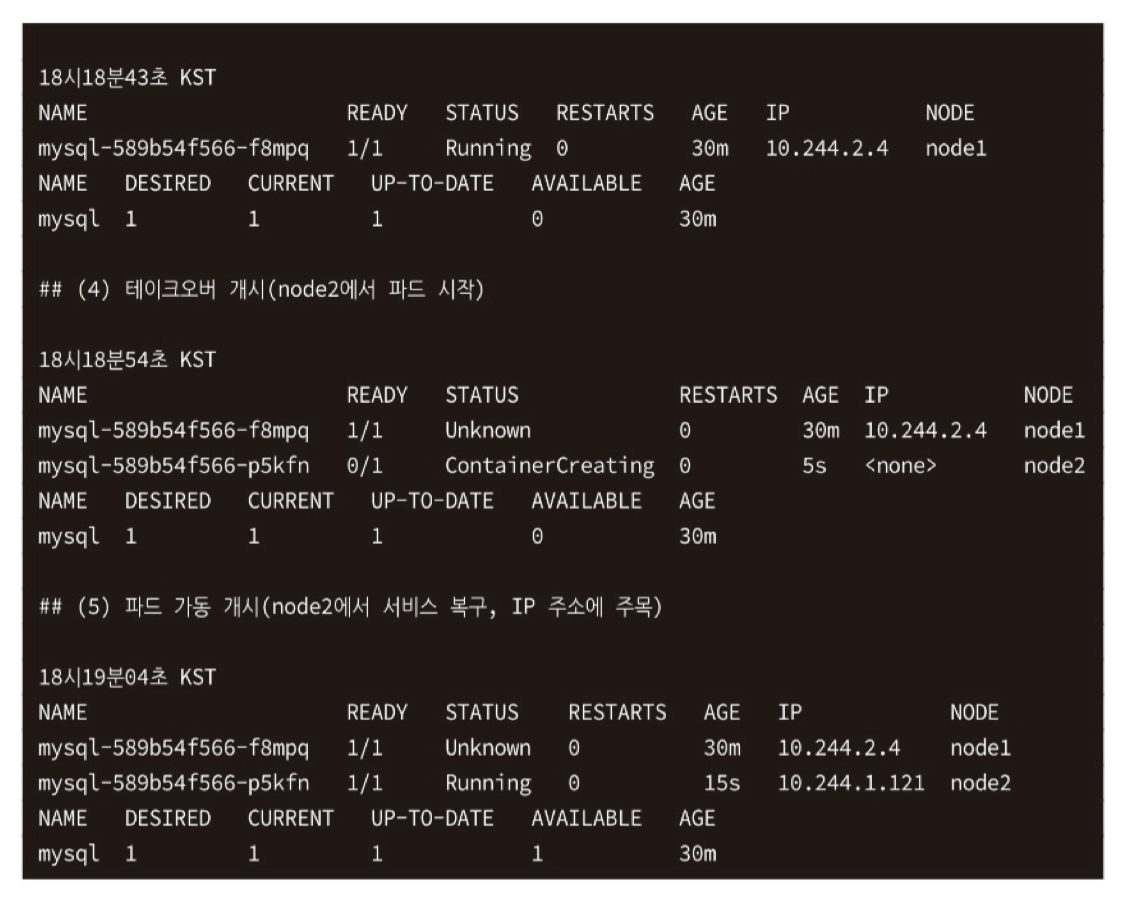 18시18분43초 KST
NAME READY STATUS RESTARTS AGE IP NODE
mysql-589b54f566-f8mpq 1/1 Running 0 30m 10.244.2.4 node1
NAME DESIRED CURRENT UP-TO-DATE AVAILABLE AGE
mysql 1 1 1 0 30m
## (4) 테이크오버 개시(node2에서 파드 시작)
18시18분54초 KST
NAME READY STATUS RESTARTS AGE IP NODE
mysql-589b54f566-f8mpq 1/1 Unknown 0 30m 10.244.2.4 node1
mysql-589b54f566-p5kfn 0/1 ContainerCreating 0 5s <none> node2
NAME DESIRED CURRENT UP-TO-DATE AVAILABLE AGE
mysql 1 1 1 0 30m
## (5) 파드 가동 개시(node2에서 서비스 복구, IP 주소에 주목)
18시19분04초 KST
NAME READY STATUS RESTARTS AGE IP NODE
mysql-589b54f566-f8mpq 1/1 Unknown 0 30m 10.244.2.4 node1
mysql-589b54f566-p5kfn 1/1 Running 0 15s 10.244.1.121 node2
NAME DESIRED CURRENT UP-TO-DATE AVAILABLE AGE
mysql 1 1 1 1 30m